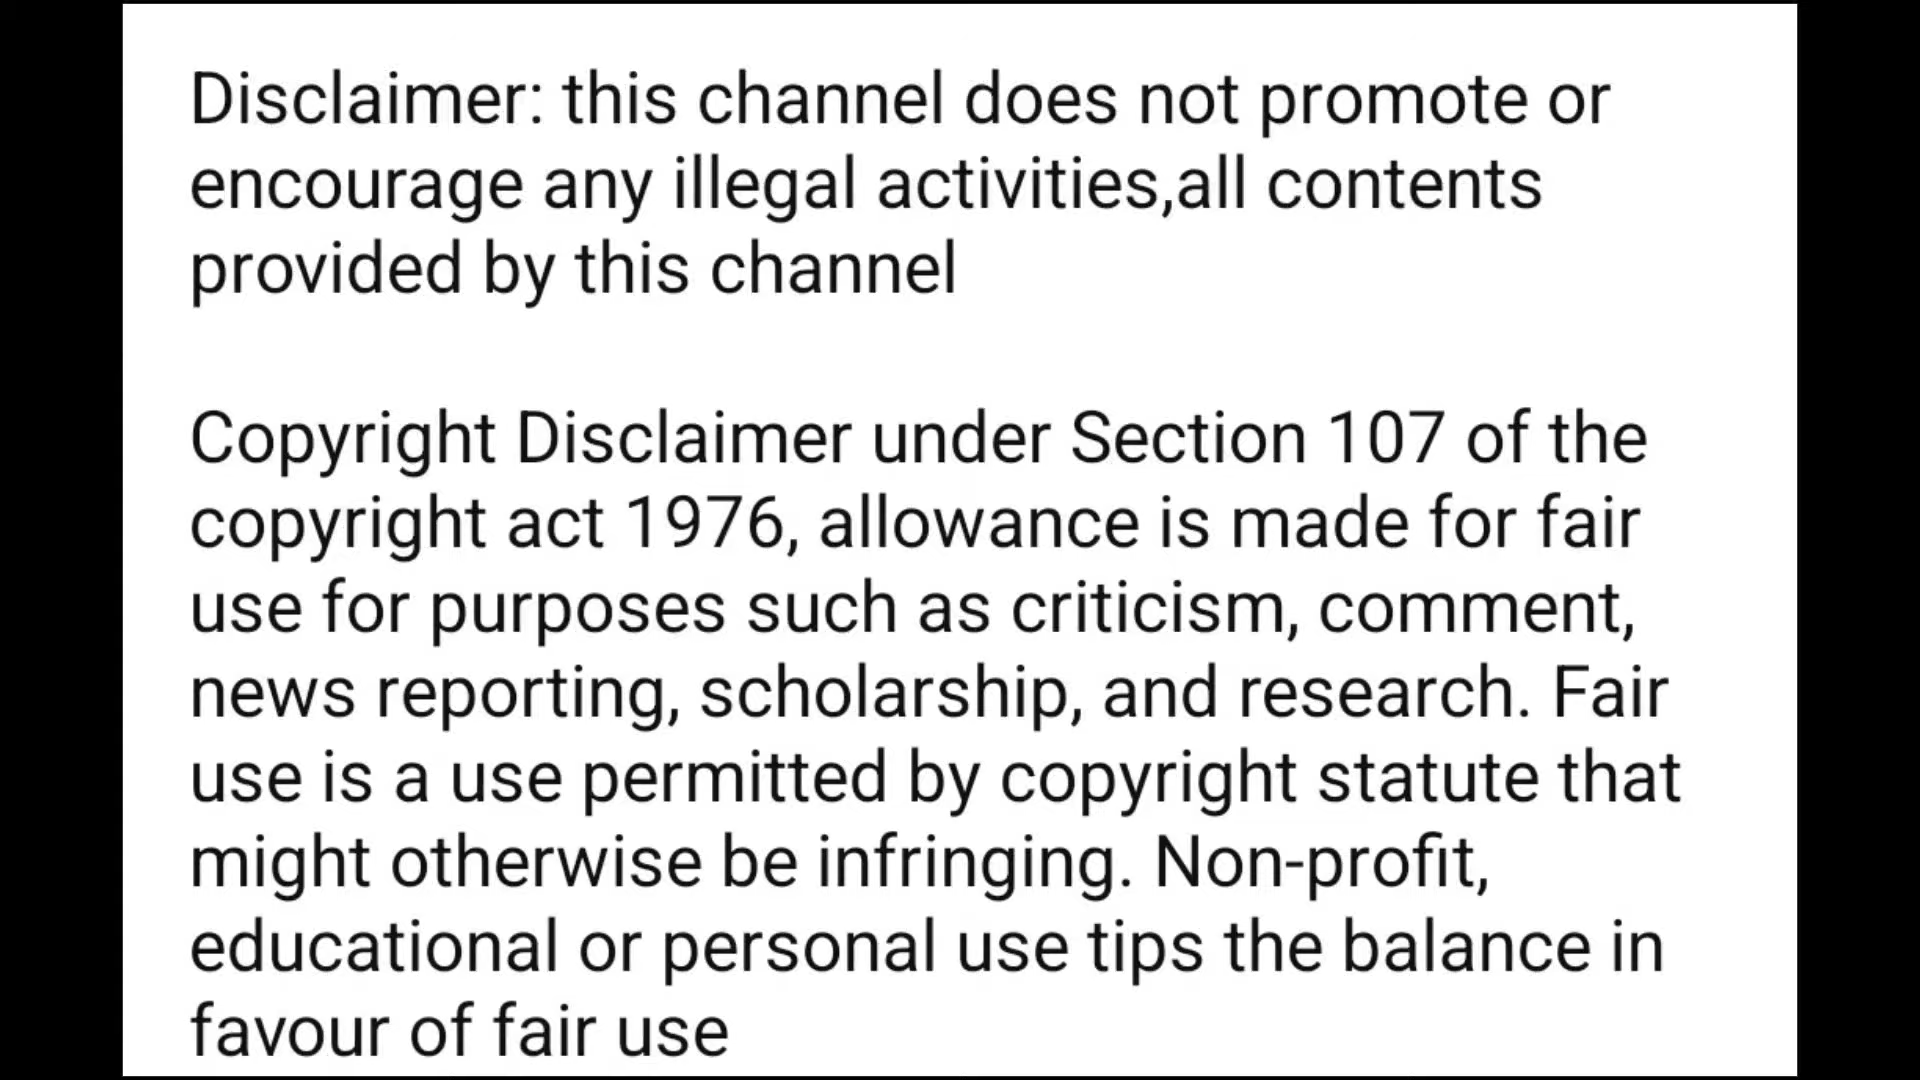 Disclaimer: this channel does not promote or
encourage any illegal activities,all contents
provided by this channel
Copyright Disclaimer under Section 107 of the
copyright act 1976, allowance is made for fair
use for purposes such as criticism, comment,
news reporting, scholarship, and research. Fair
use is a use permitted by copyright statute that
might otherwise be infringing. Non-profit,
educational or personal use tips the balance in
favour of fair use